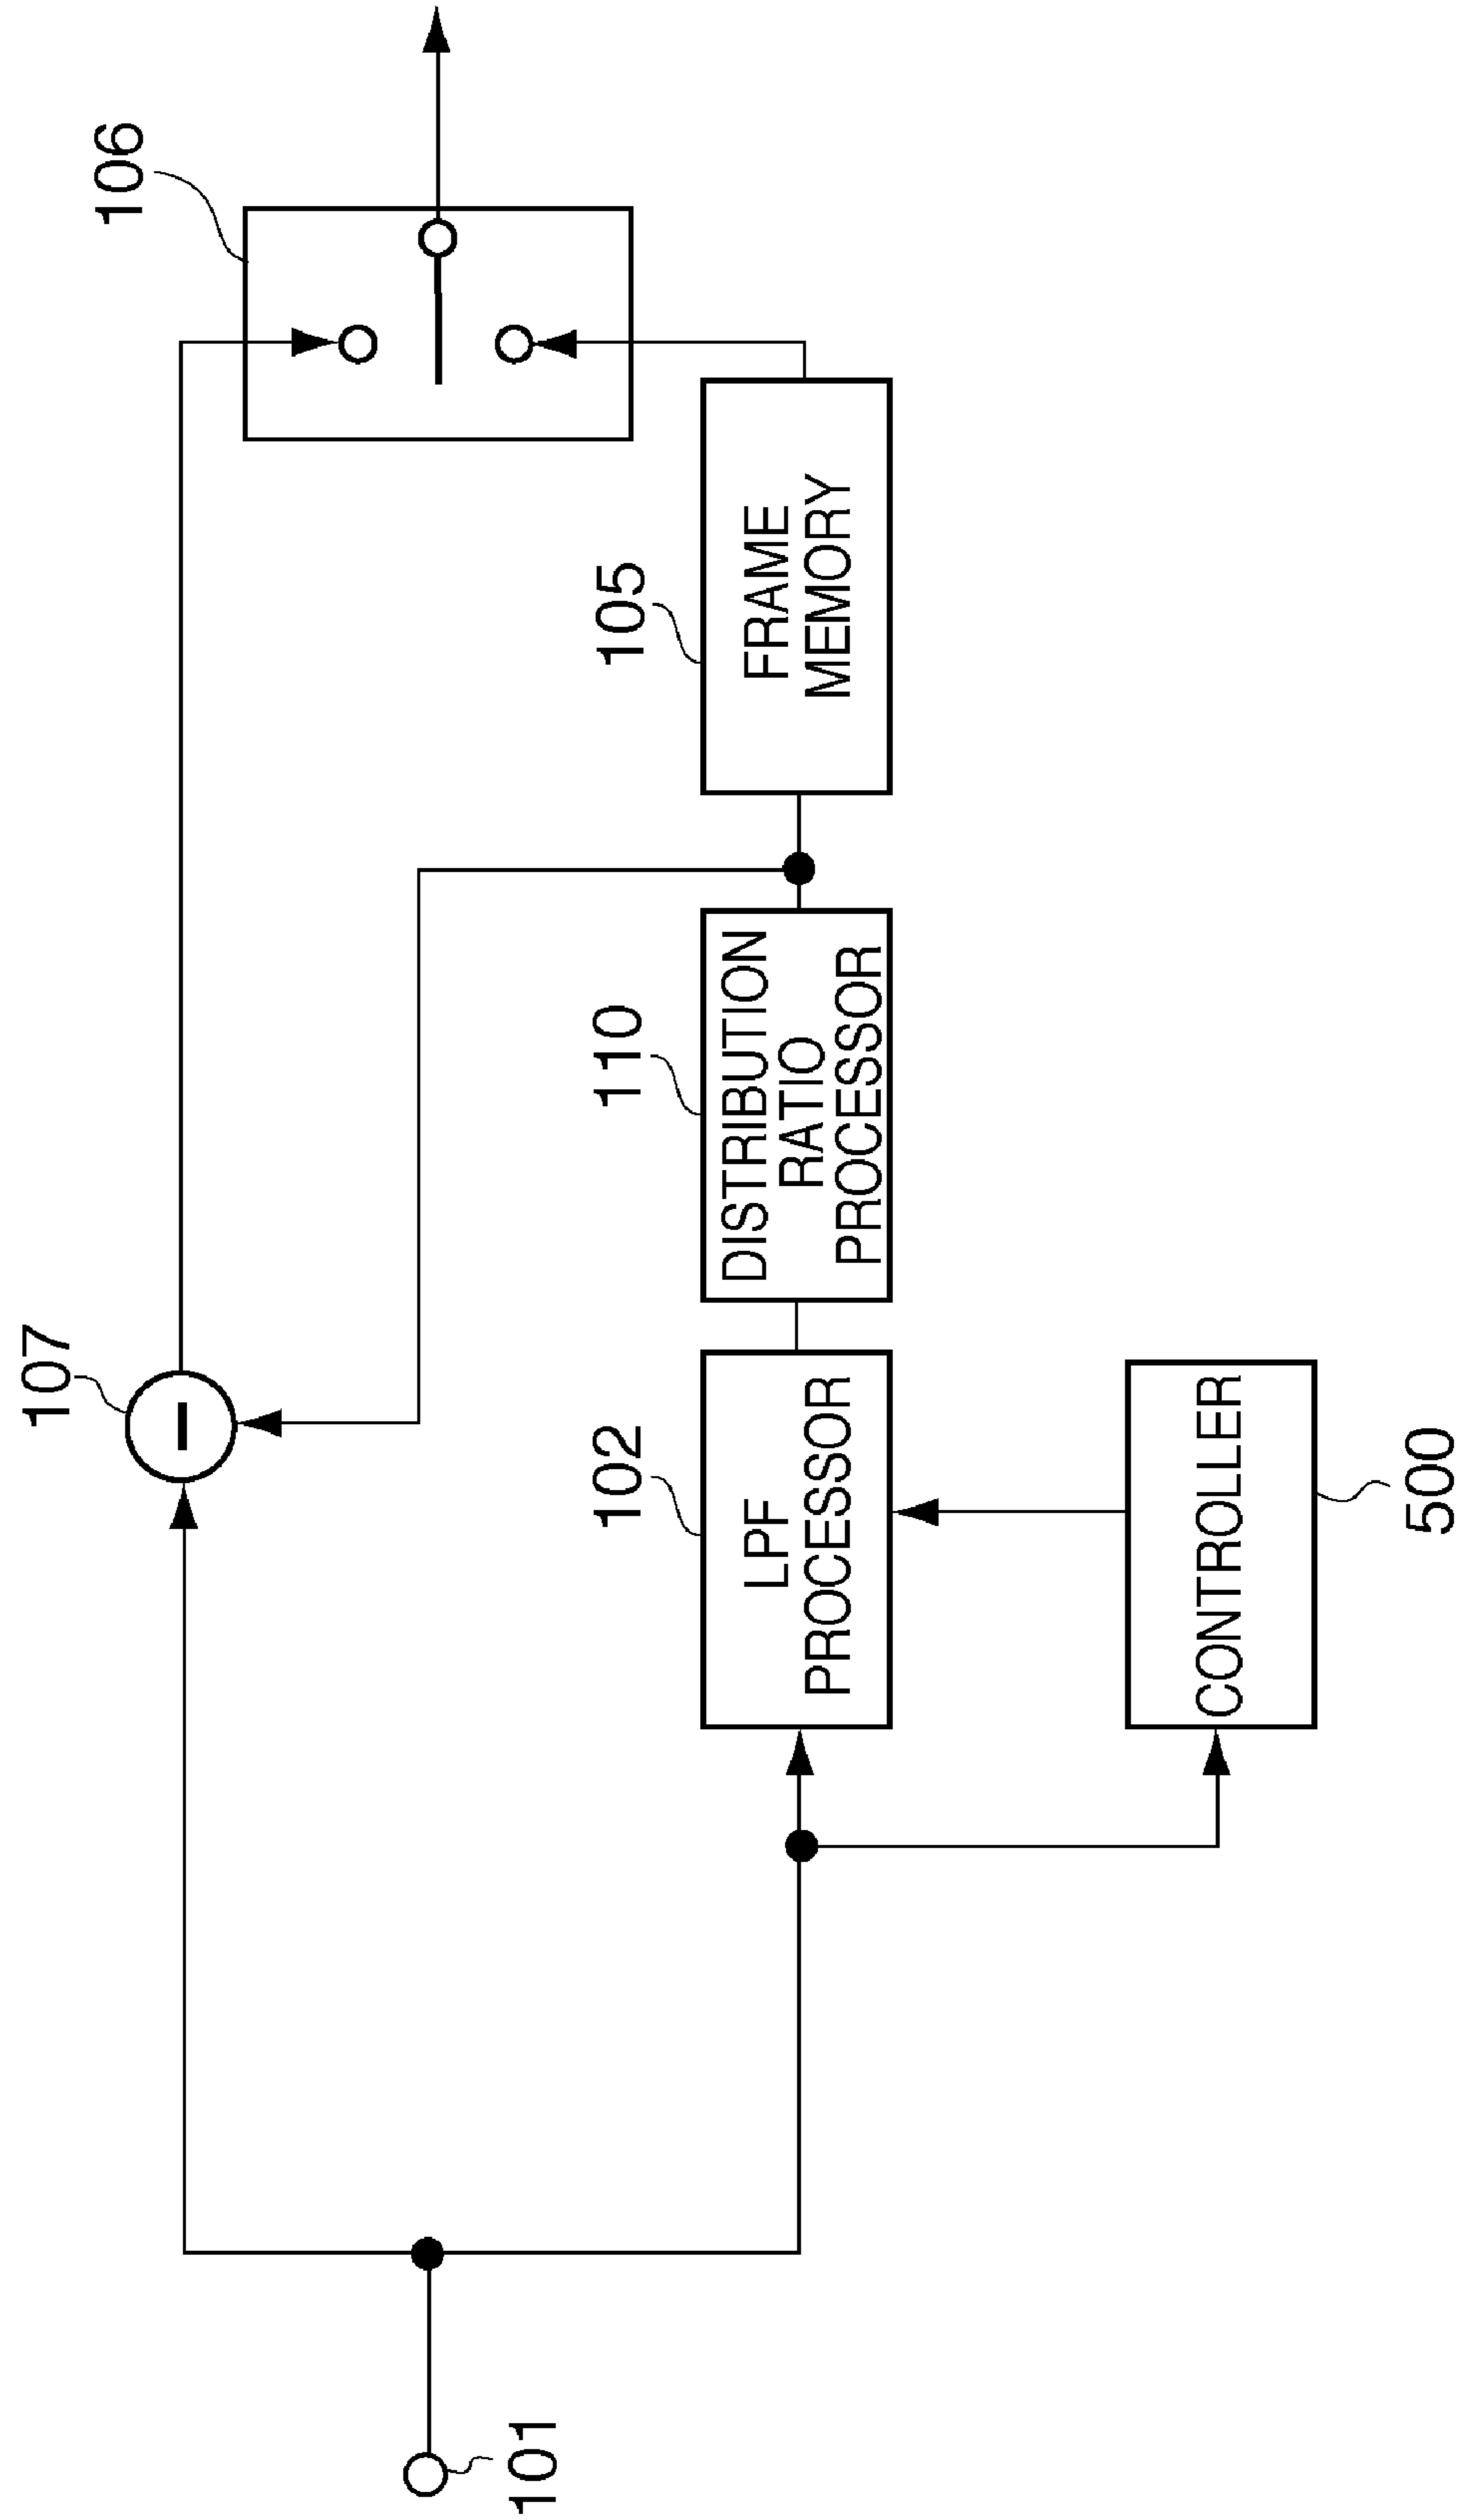 107
106
102
LPF
PROCESSOR
110
DISTRIBUTION
RATIO
PROCESSOR
105
FRAME
MEMORY
101
CONTROLLER
500